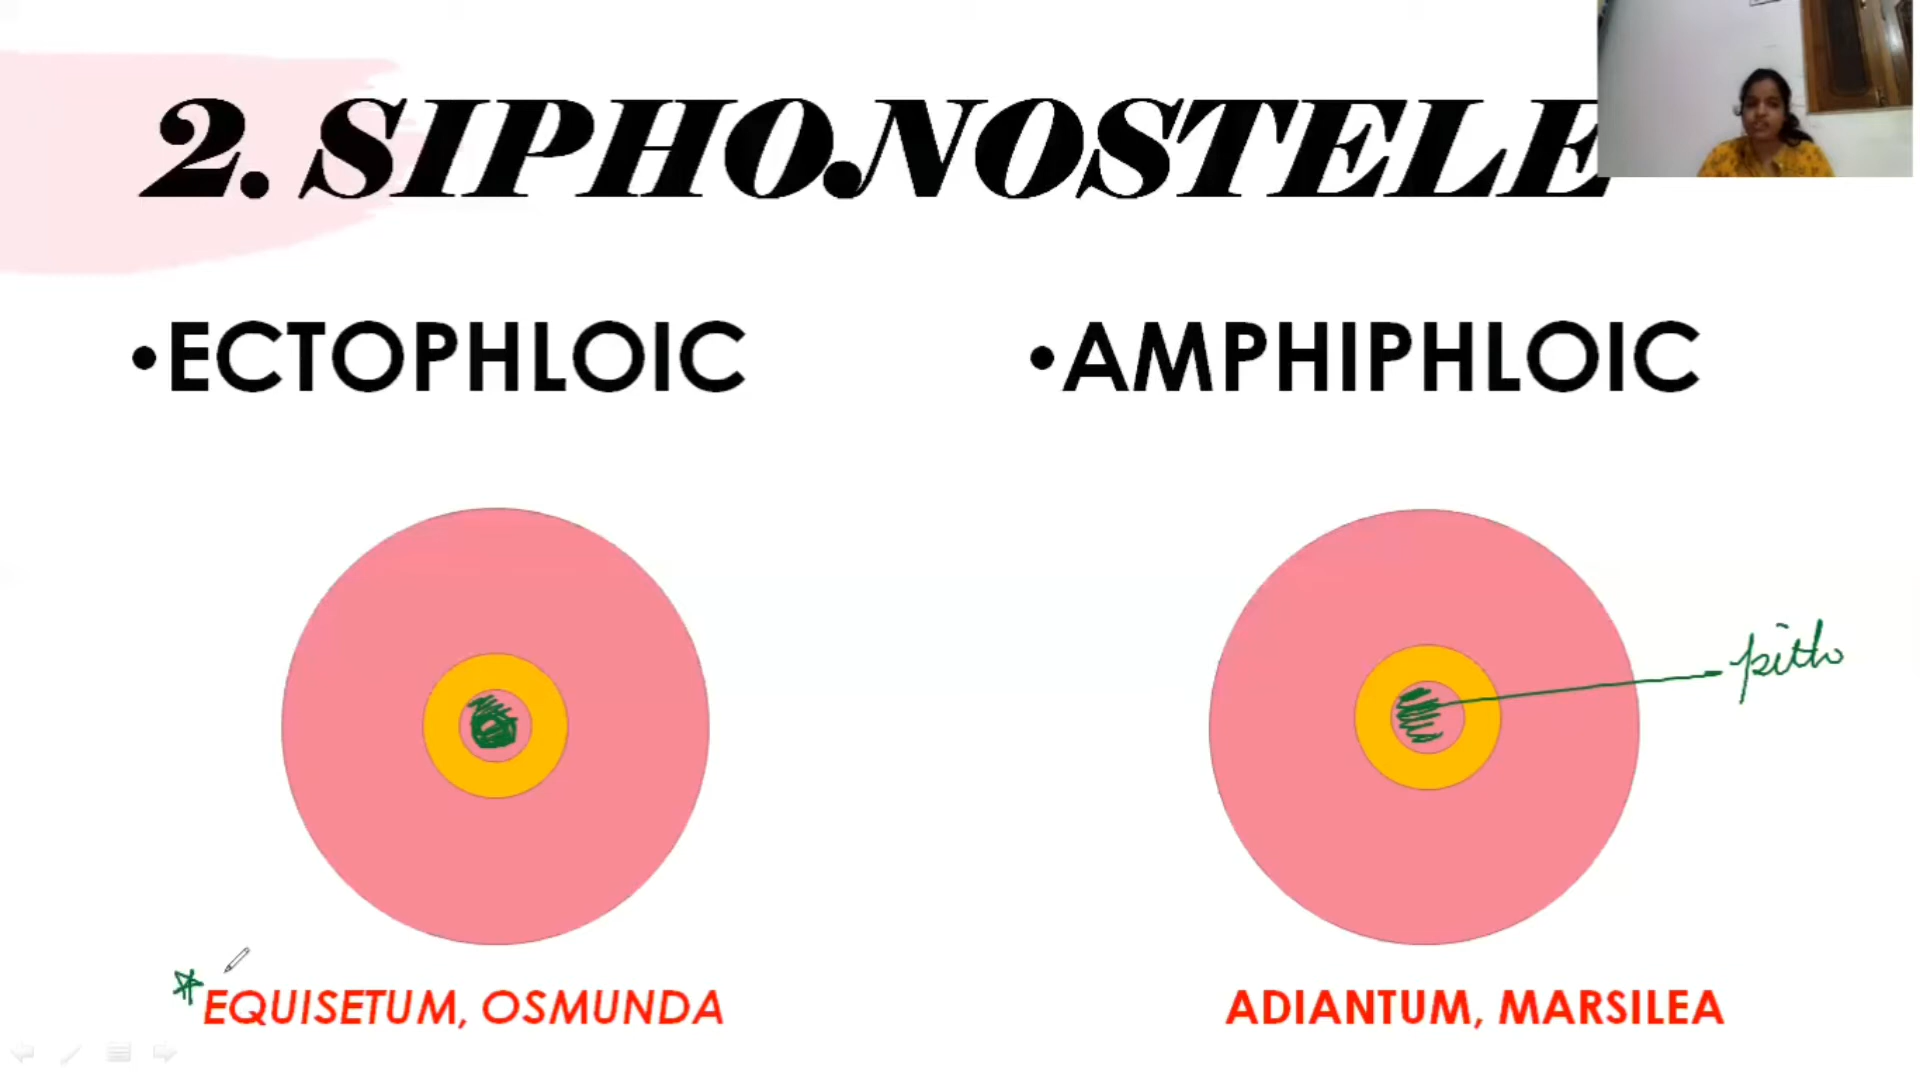 2. SIPHONOSTELE
•ECTOPHLOIC
•AMPHIPHLOIC
pith
*EQUISETUM, OSMUNDA
ADIANTUM, MARSILEA